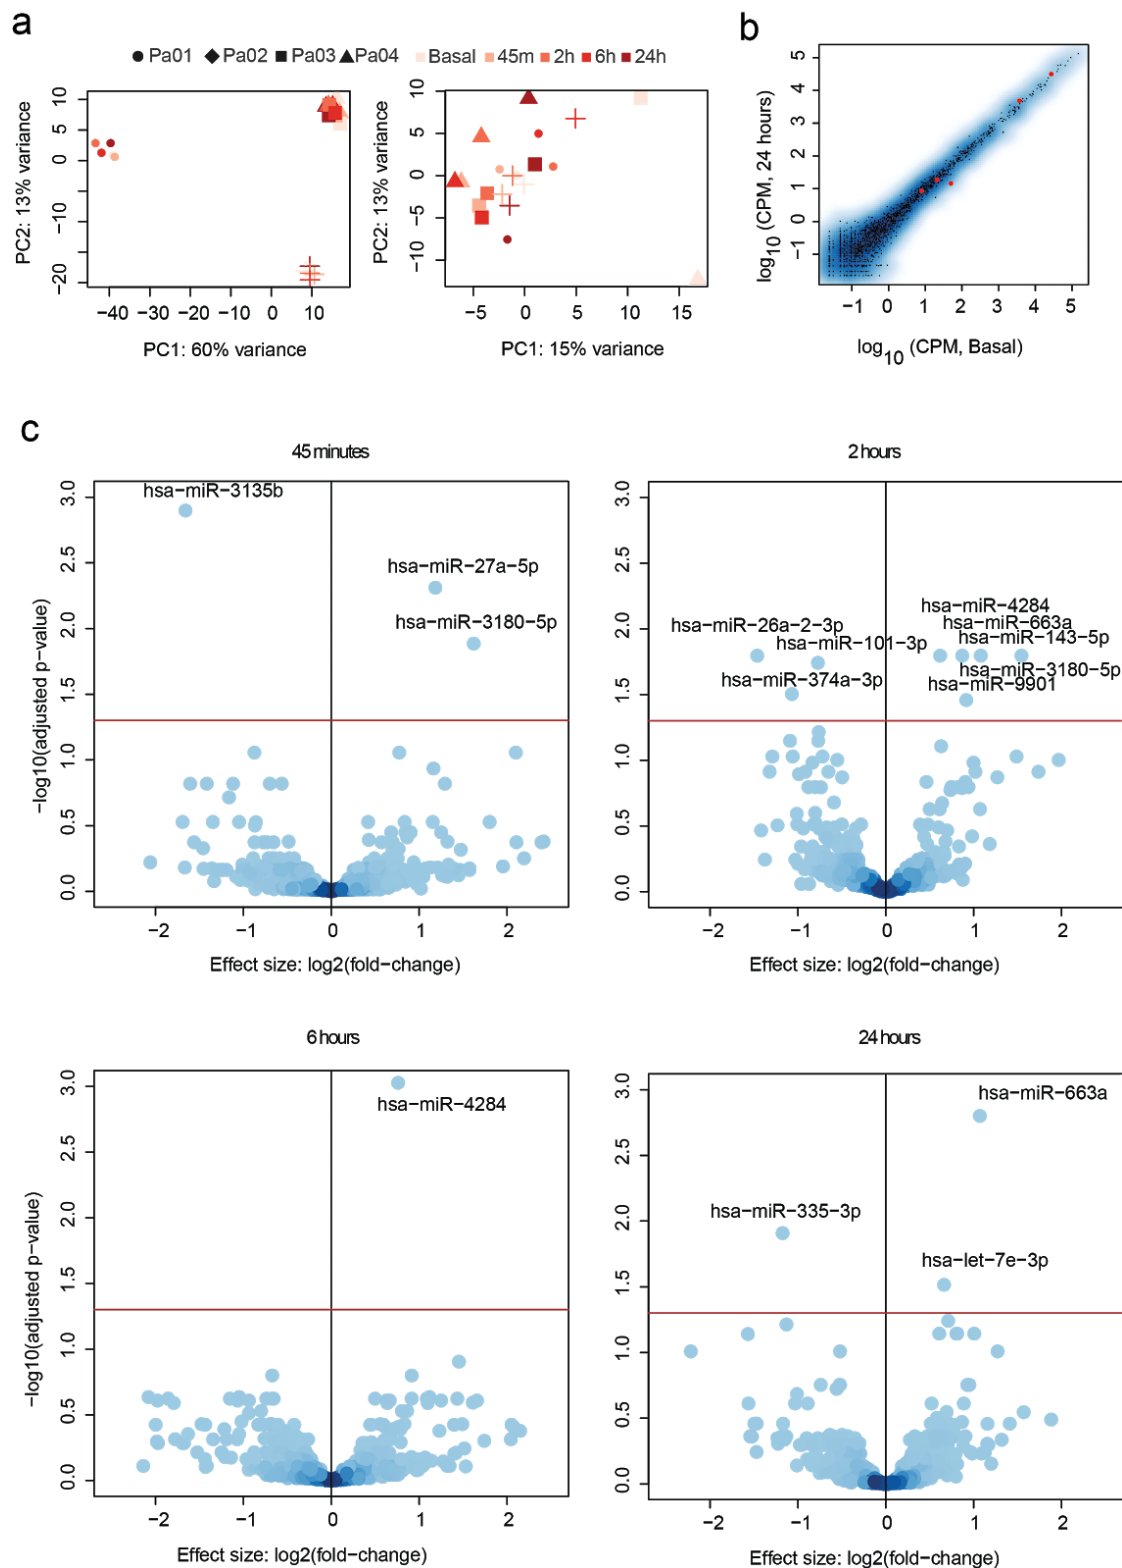 a
Pa01 Pa02 Pa03 Pa04 Basal 45m 2h 6h 24h
10
5
0
−10
−20
PC2: 13% variance
−40 −30 −20 −10 0 10
PC1: 60% variance
10
5
0
−5
−10
PC2: 13% variance
−5 0 5 10 15
PC1: 15% variance
b
5
4
3
2
1
0
−1
log10 (CPM, 24 hours)
−1 0 1 2 3 4 5
log10 (CPM, Basal)
c
45 minutes
hsa−miR−3135b
hsa−miR−27a−5p
hsa−miR−3180−5p
3.0
2.5
2.0
1.5
1.0
0.5
0.0
−log10(adjusted p−value)
−2 −1 0 1 2
Effect size: log2(fold−change)
2 hours
hsa−miR−4284
hsa−miR−26a−2−3p hsa−miR−663a
hsa−miR−101−3p hsa−miR−143−5p
hsa−miR−3180−5p
hsa−miR−374a−3p hsa−miR−9901
3.0
2.5
2.0
1.5
1.0
0.5
0.0
−2 −1 0 1 2
Effect size: log2(fold−change)
6 hours
hsa−miR−4284
3.0
2.5
2.0
1.5
1.0
0.5
0.0
−log10(adjusted p−value)
−2 −1 0 1 2
Effect size: log2(fold−change)
24 hours
hsa−miR−663a
hsa−miR−335−3p
hsa−let−7e−3p
3.0
2.5
2.0
1.5
1.0
0.5
0.0
−2 −1 0 1 2
Effect size: log2(fold−change)